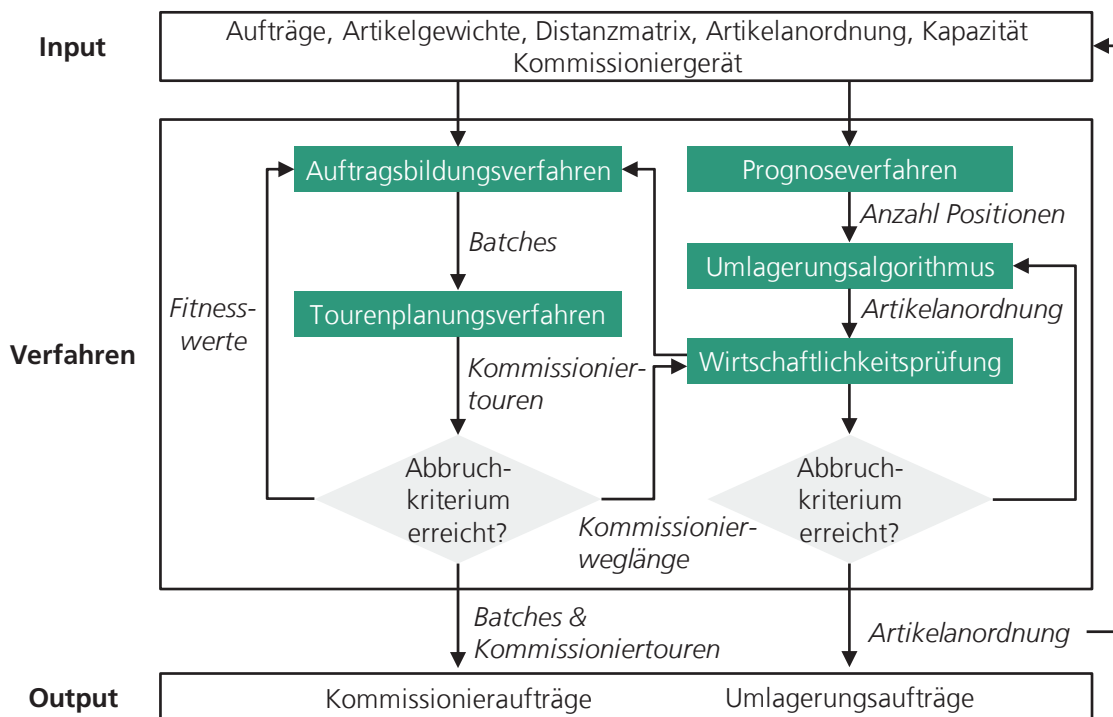 Input
Aufträge, Artikelgewichte, Distanzmatrix, Artikelanordnung, Kapazität
Kommissioniergerät
Verfahren
Auftragsbildungsverfahren
Prognoseverfahren
Batches
Anzahl Positionen
Umlagerungsalgorithmus
Fitness-
werte
Tourenplanungsverfahren
Artikelanordnung
Wirtschaftlichkeitsprüfung
Kommissionier-
touren
Abbruch-
kriterium
erreicht?
Kommissionier-
weglänge
Abbruch-
kriterium
erreicht?
Batches &
Kommissioniertouren
Artikelanordnung
Output
Kommissionieraufträge
Umlagerungsaufträge